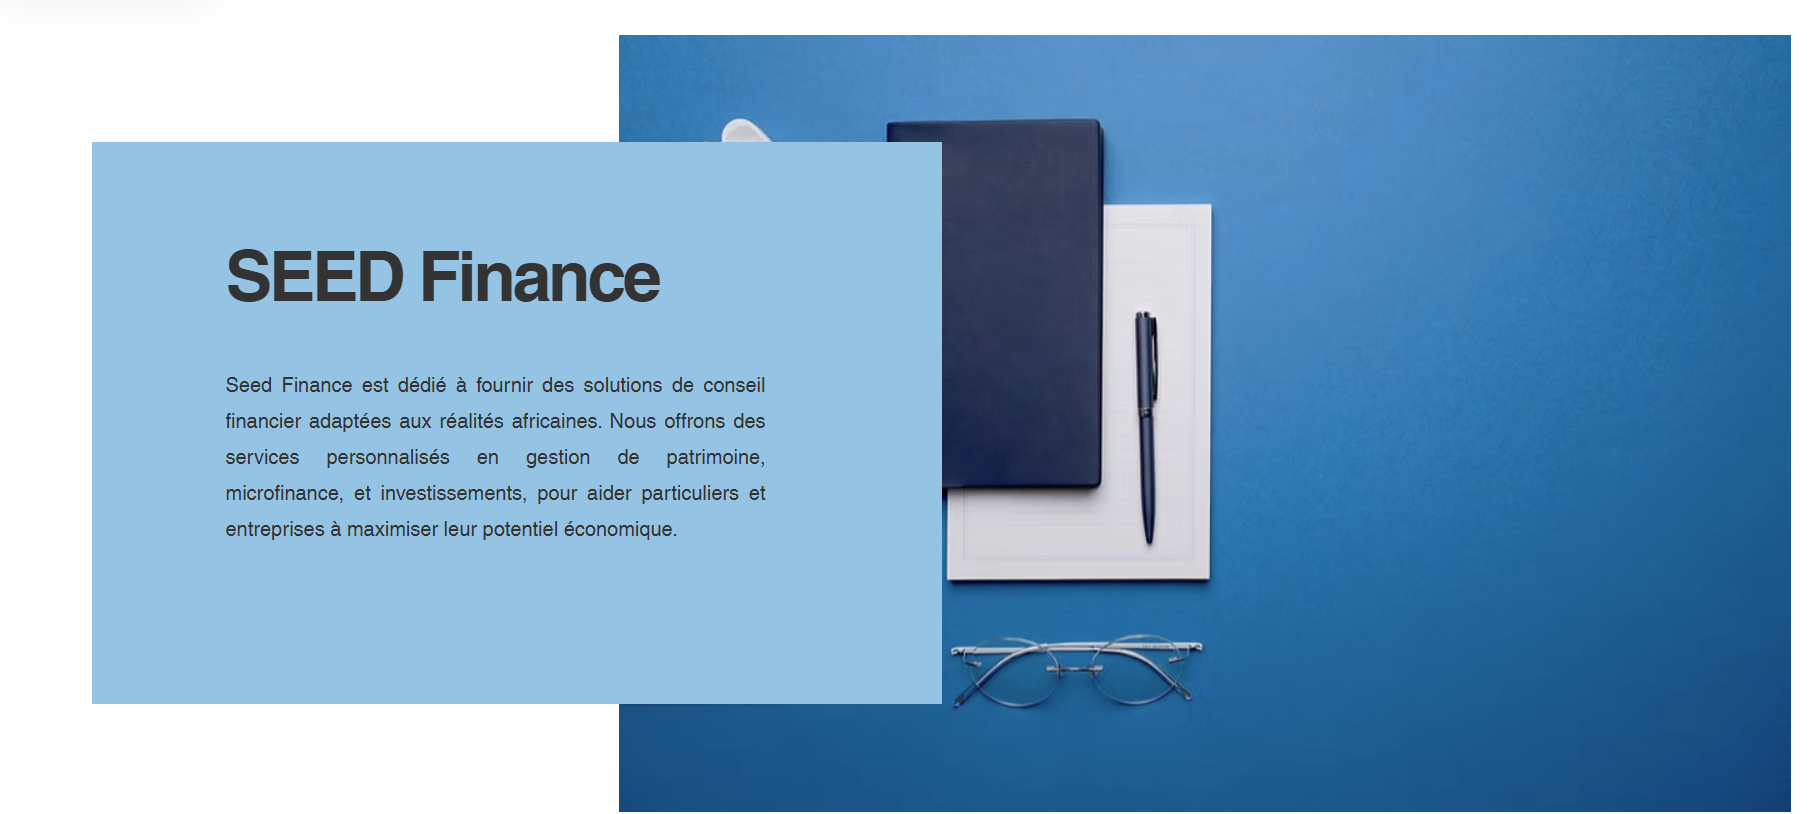 SEED Finance
Seed Finance est dédié à fournir des solutions de conseil
financier adaptées aux réalités africaines. Nous offrons des
services personnalisés en gestion de patrimoine,
microfinance, et investissements, pour aider particuliers et
entreprises à maximiser leur potentiel économique.